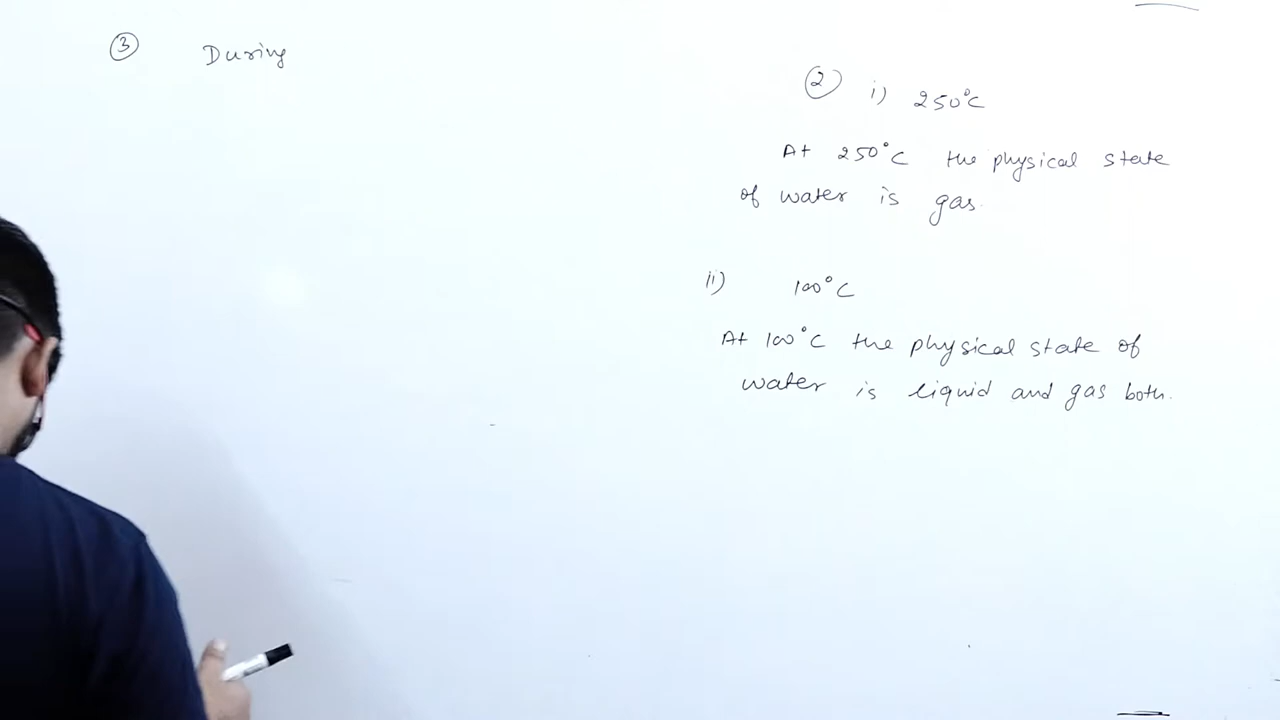 ③ During
② i) 250°C
At 250°C the physical state
of water is gas.
ii) 100°C
At 100°C the physical state of
water is liquid and gas both.